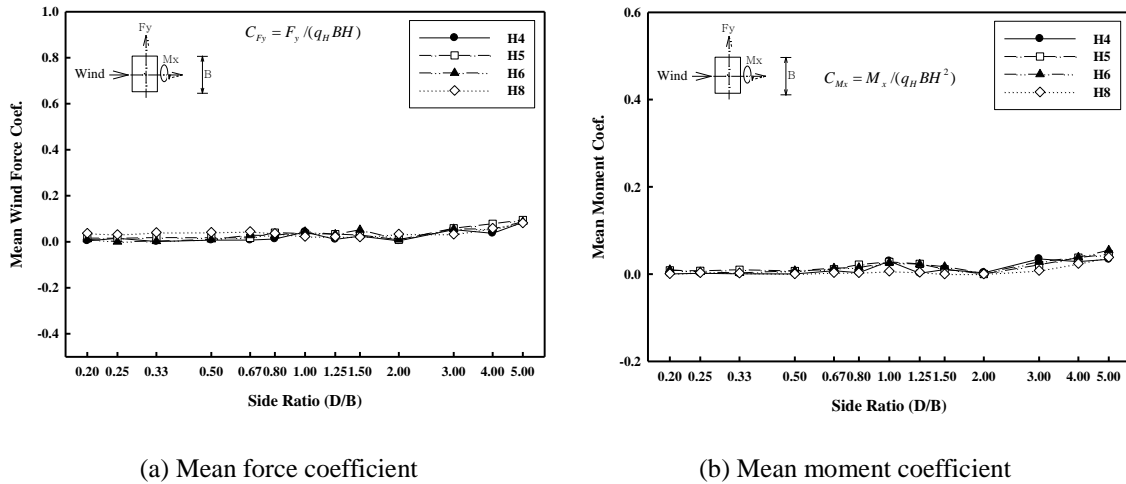 Fy
C_{Fy} = F_y /(q_H BH)
Mx
Wind
B
H4
H5
H6
H8
Mean Wind Force Coef.
1.0
0.8
0.6
0.4
0.2
0.0
-0.2
-0.4
0.20 0.25 0.33 0.50 0.67 0.80 1.00 1.25 1.50 2.00 3.00 4.00 5.00
Side Ratio (D/B)
(a) Mean force coefficient
Fy
Mx
Wind
B
C_{Mx} = M_x /(q_H BH^2)
H4
H5
H6
H8
Mean Moment Coef.
0.6
0.4
0.2
0.0
-0.2
0.20 0.25 0.33 0.50 0.67 0.80 1.00 1.25 1.50 2.00 3.00 4.00 5.00
Side Ratio (D/B)
(b) Mean moment coefficient